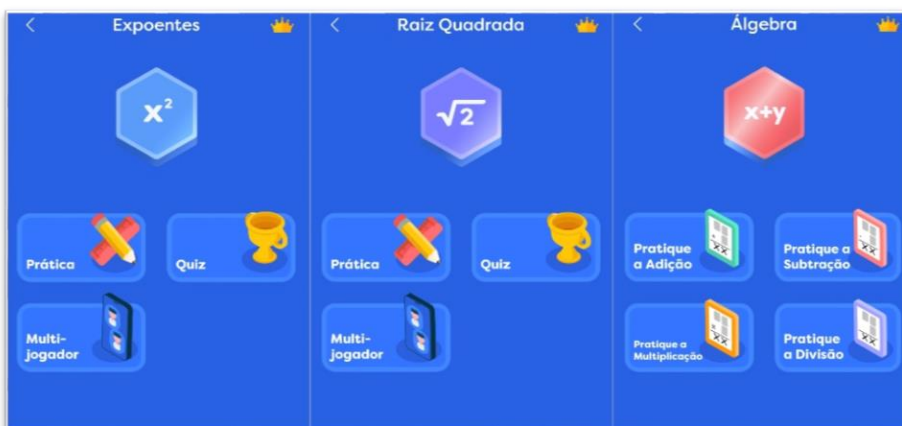 Expoentes
x²
Prática
Quiz
Multi-
jogador
Raiz Quadrada
√2
Prática
Quiz
Multi-
jogador
Álgebra
x+y
Pratique
a Adição
Pratique a
Subtração
Pratique a
Multiplicação
Pratique
a Divisão